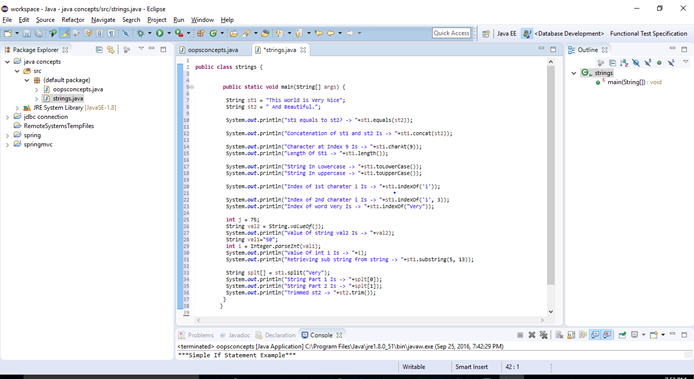 workspace - Java - java concepts/src/strings.java - Eclipse
File Edit Source Refactor Navigate Search Project Run Window Help
Quick Access
Java EE
<Database Development>
Functional Test Specification
Package Explorer
java concepts
src
(default package)
oopsconcepts.java
strings.java
JRE System Library [JavaSE-1.8]
jdbc connection
RemoteSystemsTempFiles
spring
springmvc
oopsconcepts.java
*strings.java
public class strings {
public static void main(String[] args) {
String st1 = "This World is Very Nice";
String st2 = " And Beautiful.";
System.out.println("st1 equals to st2? -> "+st1.equals(st2));
System.out.println("Concatenation of st1 and st2 Is -> "+st1.concat(st2));
System.out.println("Character at Index 9 Is -> "+st1.charAt(9));
System.out.println("Length Of St1 -> "+st1.length());
System.out.println("String In Lowercase -> "+st1.toLowerCase());
System.out.println("String In uppercase -> "+st1.toUpperCase());
System.out.println("Index of 1st charater i Is -> "+st1.indexOf('i'));
System.out.println("Index of 2nd charater i Is -> "+st1.indexOf('i', 3));
System.out.println("Index of word Very Is -> "+st1.indexOf("Very"));
int j = 75;
String val2 = String.valueOf(j);
System.out.println("Value Of string val2 Is -> "+val2);
String val1="50";
int i = Integer.parseInt(val1);
System.out.println("Value Of int i Is -> "+i);
System.out.println("Retrieving sub string from string -> "+st1.substring(5, 13));
String splt[] = st1.split("Very");
System.out.println("String Part 1 Is -> "+splt[0]);
System.out.println("String Part 2 Is -> "+splt[1]);
System.out.println("Trimmed st2 -> "+st2.trim());
}
}
Outline
strings
main(String[]) : void
Problems Javadoc Declaration Console
<terminated> oopsconcepts [Java Application] C:\Program Files\Java\jre1.8.0_51\bin\javaw.exe (Sep 25, 2016, 7:42:29 PM)
***Simple If Statement Example***
Writable
Smart Insert
42 : 1